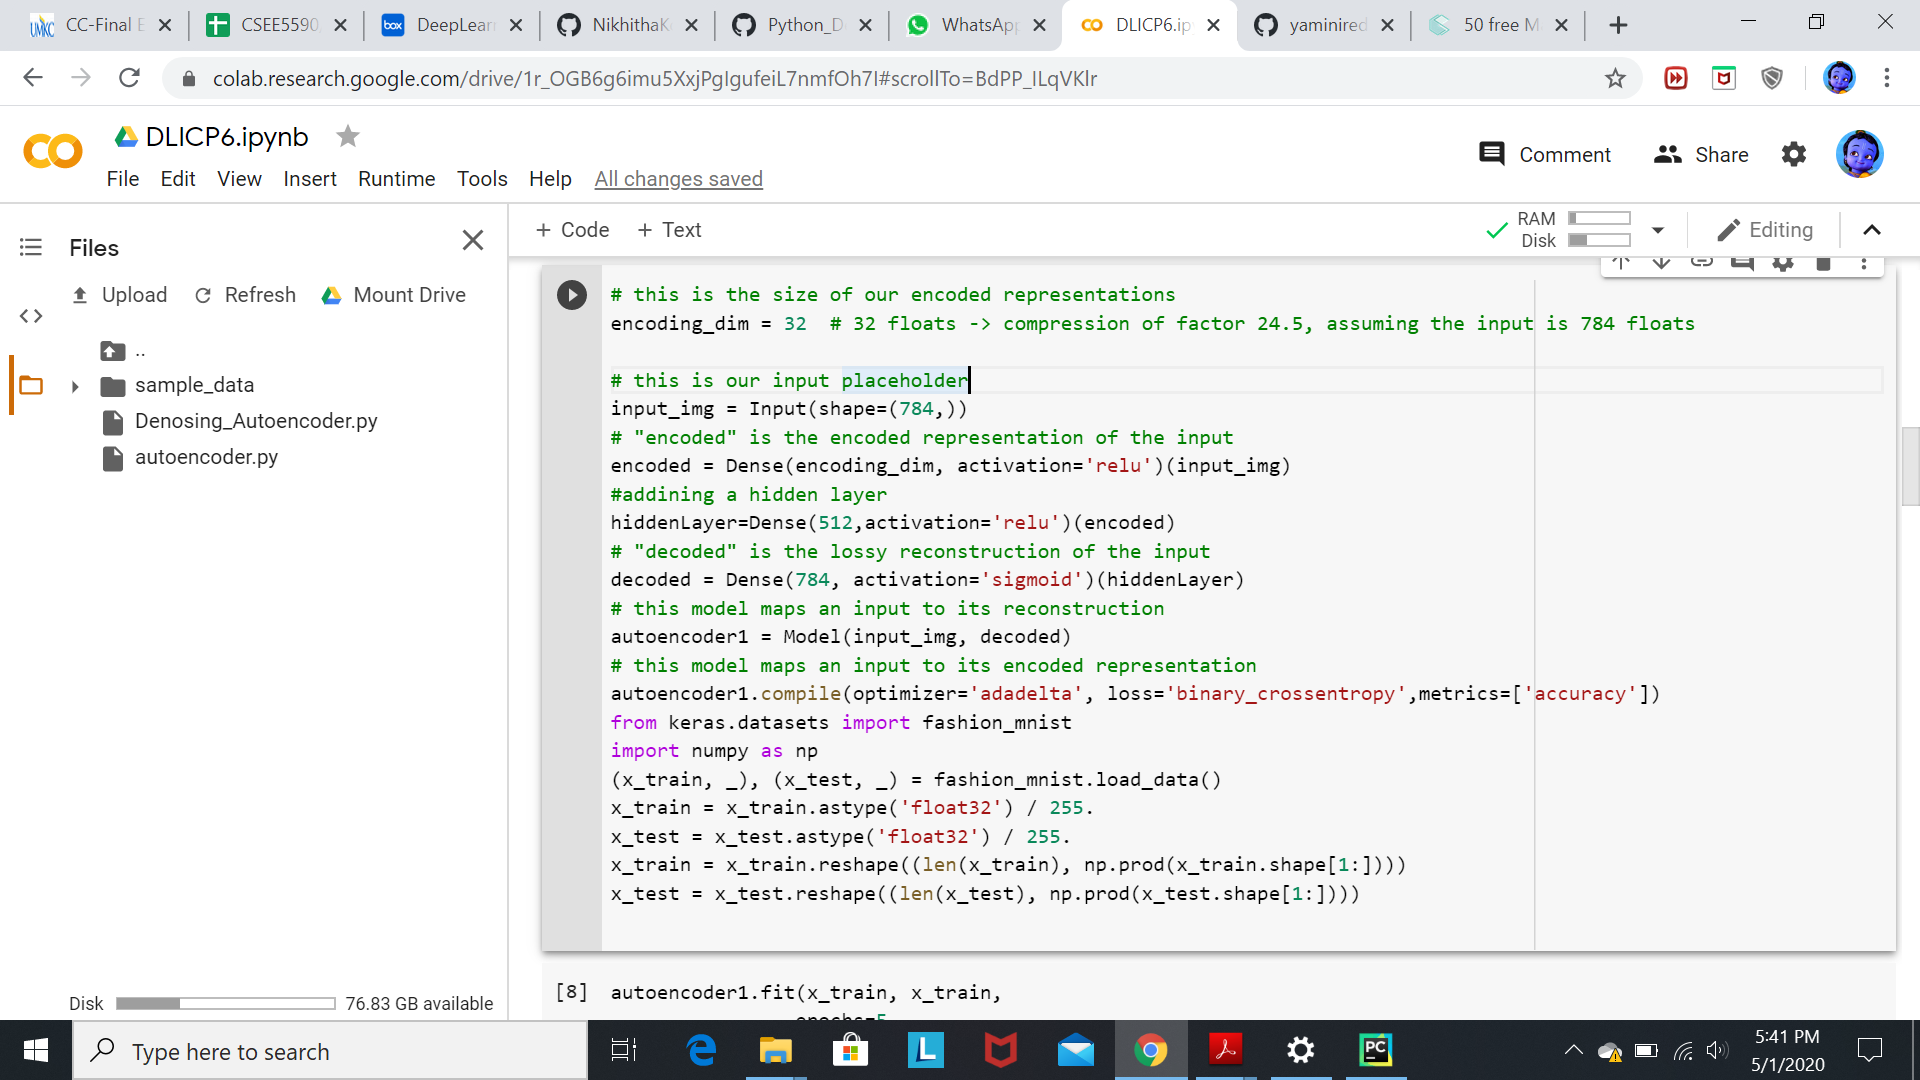 CC-Final E
CSEE5590
DeepLear
NikhithaK
Python_D
WhatsApp
DLICP6.ip
yaminired
50 free M
colab.research.google.com/drive/1r_OGB6g6imu5XxjPgIgufeiL7nmfOh7I#scrollTo=BdPP_ILqVKlr
DLICP6.ipynb
File Edit View Insert Runtime Tools Help All changes saved
Comment Share
Files
Upload Refresh Mount Drive
..
sample_data
Denosing_Autoencoder.py
autoencoder.py
Disk 76.83 GB available
+ Code + Text
RAM
Disk
Editing
# this is the size of our encoded representations
encoding_dim = 32  # 32 floats -> compression of factor 24.5, assuming the input is 784 floats
# this is our input placeholder
input_img = Input(shape=(784,))
# "encoded" is the encoded representation of the input
encoded = Dense(encoding_dim, activation='relu')(input_img)
#addining a hidden layer
hiddenLayer=Dense(512,activation='relu')(encoded)
# "decoded" is the lossy reconstruction of the input
decoded = Dense(784, activation='sigmoid')(hiddenLayer)
# this model maps an input to its reconstruction
autoencoder1 = Model(input_img, decoded)
# this model maps an input to its encoded representation
autoencoder1.compile(optimizer='adadelta', loss='binary_crossentropy',metrics=['accuracy'])
from keras.datasets import fashion_mnist
import numpy as np
(x_train, _), (x_test, _) = fashion_mnist.load_data()
x_train = x_train.astype('float32') / 255.
x_test = x_test.astype('float32') / 255.
x_train = x_train.reshape((len(x_train), np.prod(x_train.shape[1:])))
x_test = x_test.reshape((len(x_test), np.prod(x_test.shape[1:])))
[8] autoencoder1.fit(x_train, x_train,
epochs=5
Type here to search
5:41 PM
5/1/2020